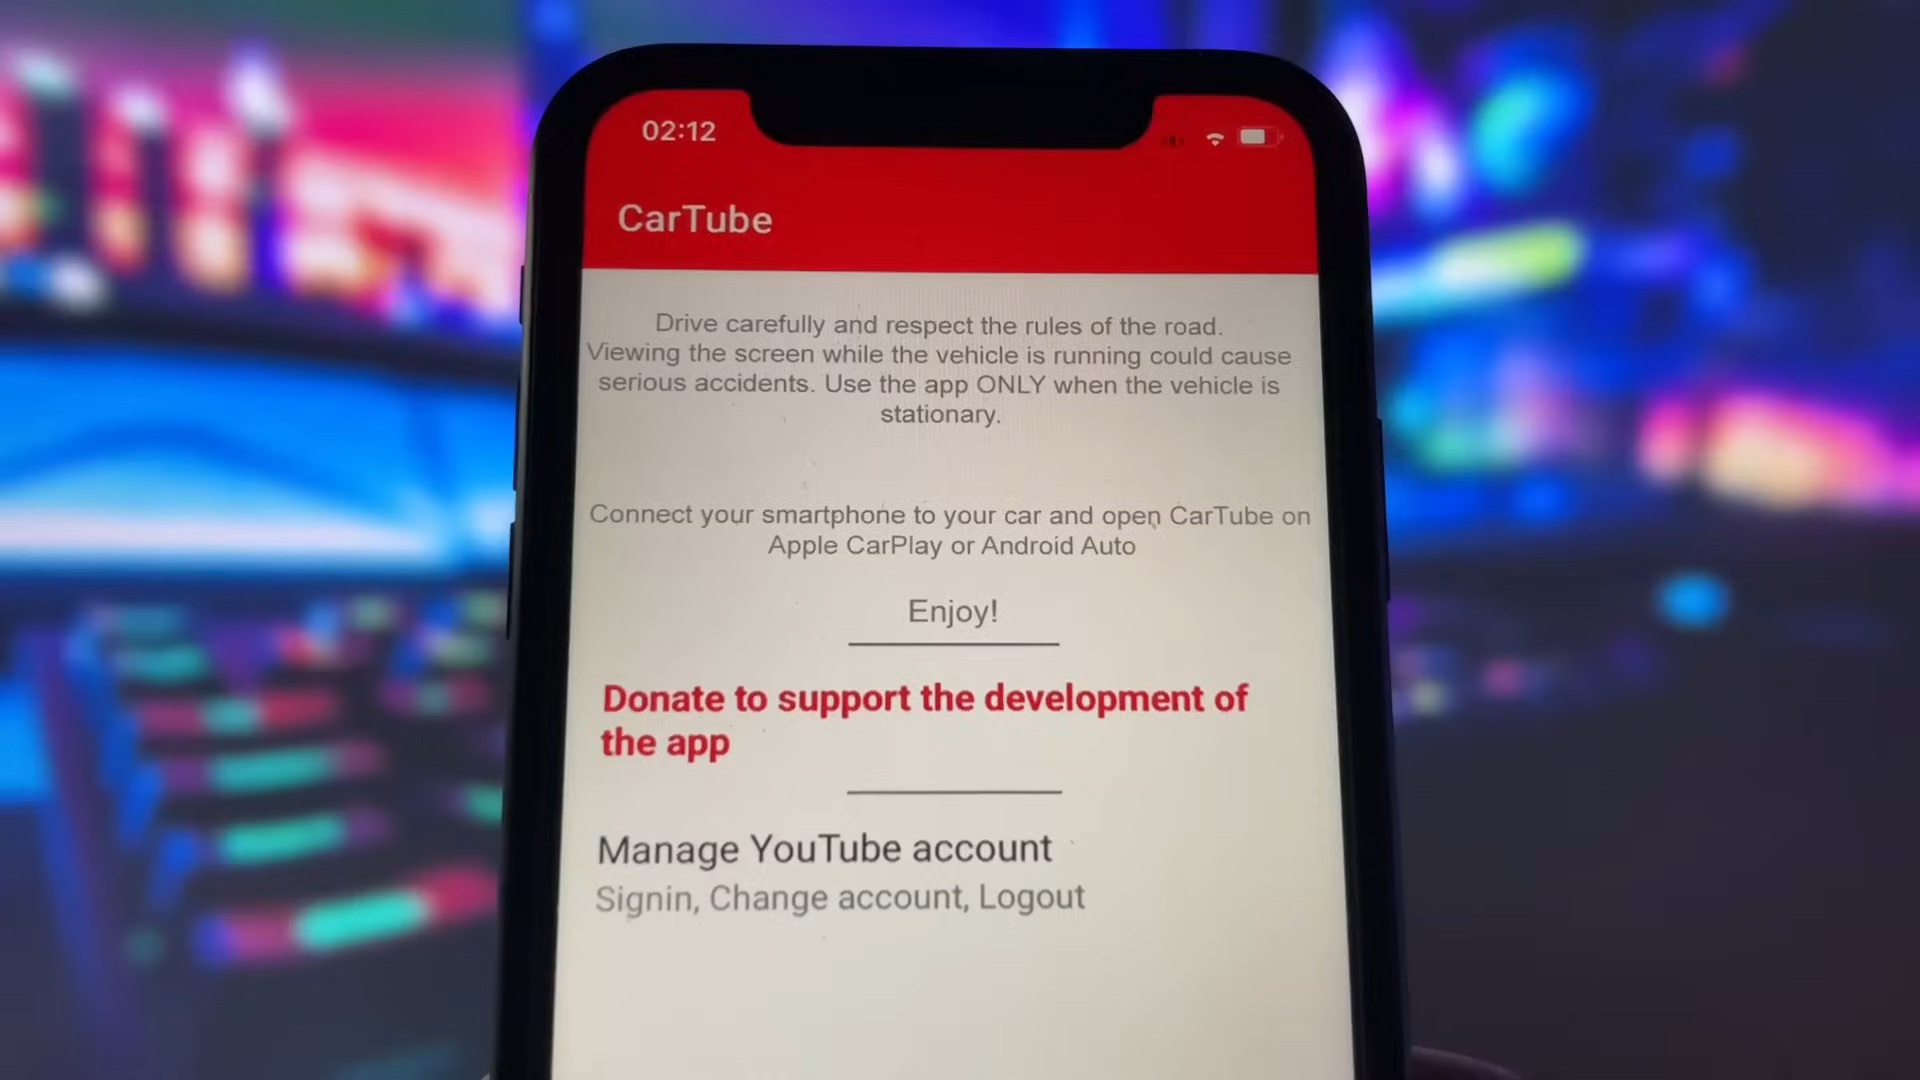 02:12
CarTube
Drive carefully and respect the rules of the road.
Viewing the screen while the vehicle is running could cause
serious accidents. Use the app ONLY when the vehicle is
stationary.
Connect your smartphone to your car and open CarTube on
Apple CarPlay or Android Auto
Enjoy!
Donate to support the development of
the app
Manage YouTube account
Signin, Change account, Logout